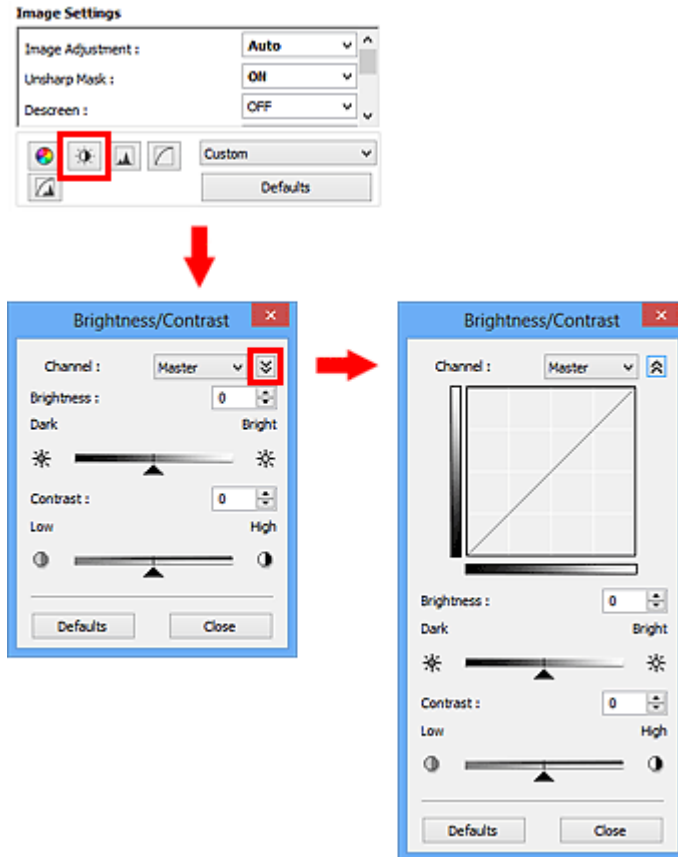 Image Settings
Image Adjustment : Auto
Unsharp Mask : ON
Descreen : OFF
Custom
Defaults
Brightness/Contrast
Channel : Master
Brightness : 0
Dark Bright
Contrast : 0
Low High
Defaults Close
Brightness/Contrast
Channel : Master
Brightness : 0
Dark Bright
Contrast : 0
Low High
Defaults Close